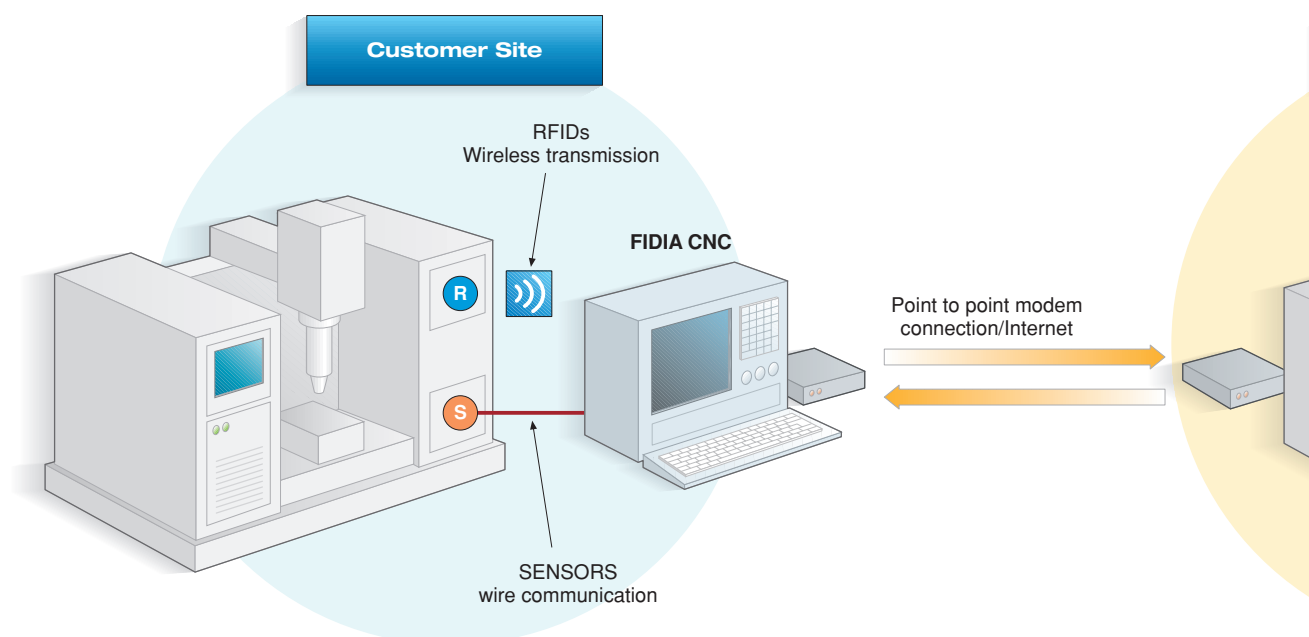 Customer Site
RFIDs
Wireless transmission
FIDIA CNC
R
Point to point modem
connection/Internet
S
SENSORS
wire communication